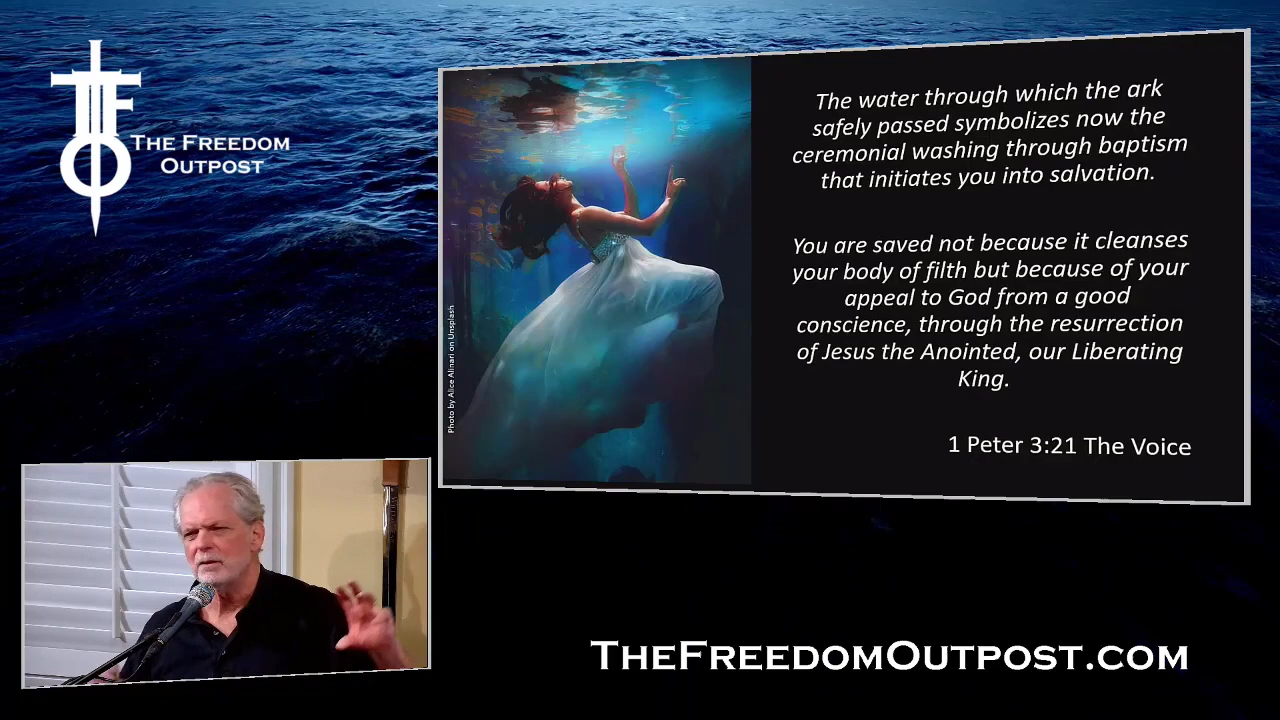 TF
THE FREEDOM
OUTPOST
The water through which the ark
safely passed symbolizes now the
ceremonial washing through baptism
that initiates you into salvation.
You are saved not because it cleanses
your body of filth but because of your
appeal to God from a good
conscience, through the resurrection
of Jesus the Anointed, our Liberating
King.
1 Peter 3:21 The Voice
Photo by Alice Alinari on Unsplash
THEFREEDOMOUTPOST.COM